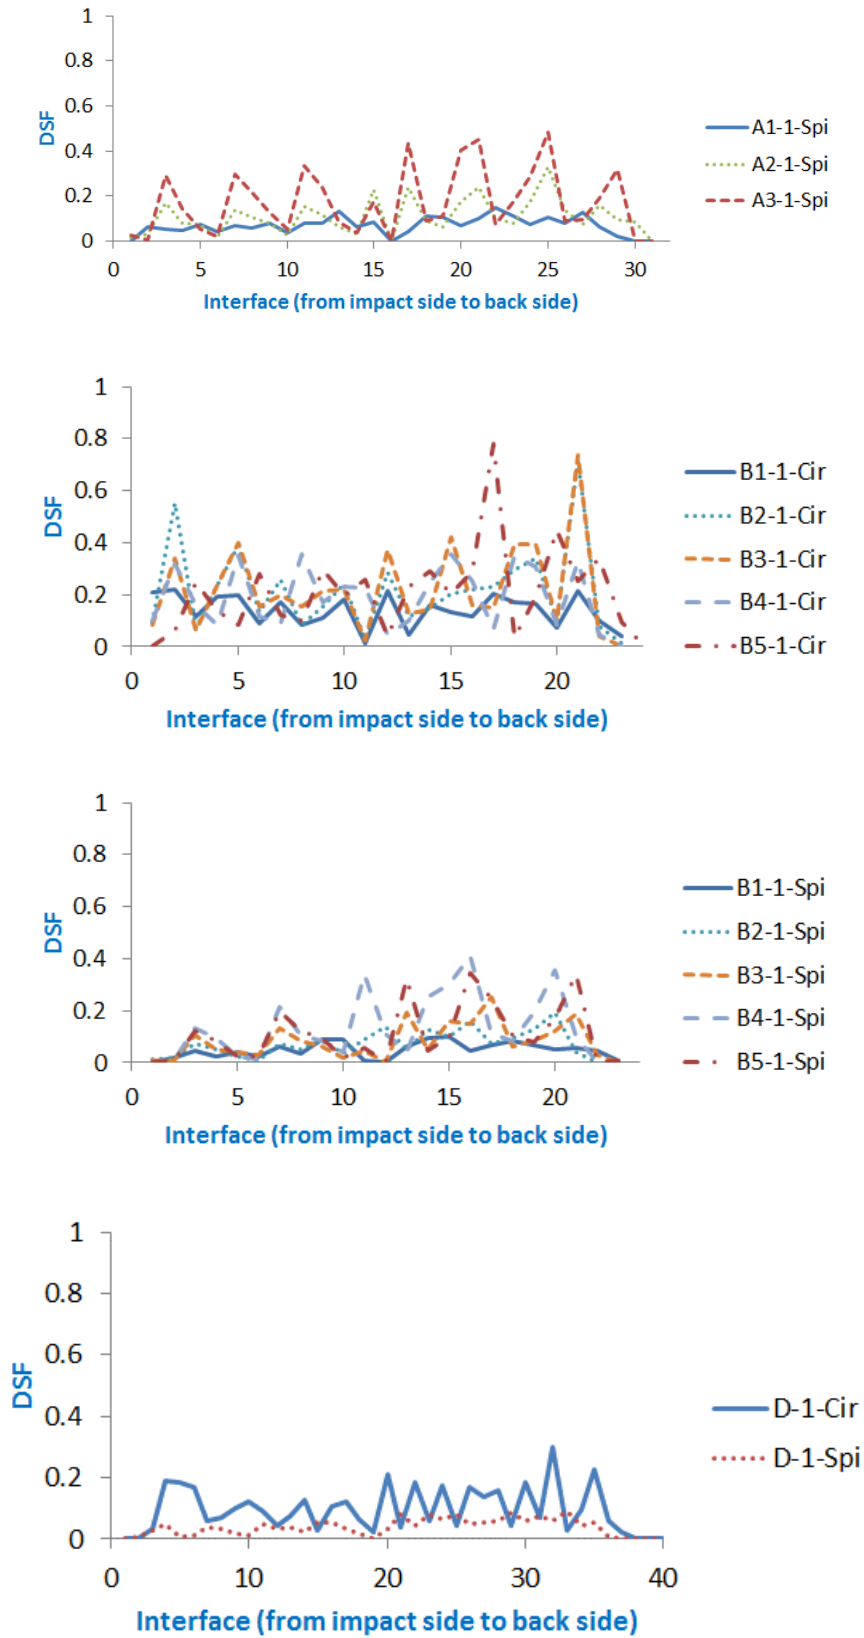 1
0.8
0.6
0.4
0.2
0
DSF
0 5 10 15 20 25 30
Interface (from impact side to back side)
A1-1-Spi
A2-1-Spi
A3-1-Spi
1
0.8
0.6
0.4
0.2
0
DSF
0 5 10 15 20
Interface (from impact side to back side)
B1-1-Cir
B2-1-Cir
B3-1-Cir
B4-1-Cir
B5-1-Cir
1
0.8
0.6
0.4
0.2
0
DSF
0 5 10 15 20
Interface (from impact side to back side)
B1-1-Spi
B2-1-Spi
B3-1-Spi
B4-1-Spi
B5-1-Spi
1
0.8
0.6
0.4
0.2
0
DSF
0 10 20 30 40
Interface (from impact side to back side)
D-1-Cir
D-1-Spi